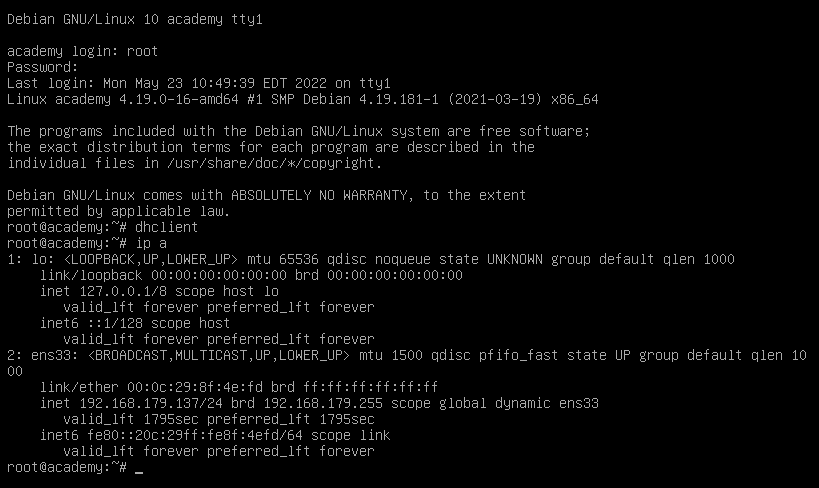 Debian GNU/Linux 10 academy tty1
academy login: root
Password:
Last login: Mon May 23 10:49:39 EDT 2022 on tty1
Linux academy 4.19.0-16-amd64 #1 SMP Debian 4.19.181-1 (2021-03-19) x86_64
The programs included with the Debian GNU/Linux system are free software;
the exact distribution terms for each program are described in the
individual files in /usr/share/doc/*/copyright.
Debian GNU/Linux comes with ABSOLUTELY NO WARRANTY, to the extent
permitted by applicable law.
root@academy:~# dhclient
root@academy:~# ip a
1: lo: <LOOPBACK,UP,LOWER_UP> mtu 65536 qdisc noqueue state UNKNOWN group default qlen 1000
    link/loopback 00:00:00:00:00:00 brd 00:00:00:00:00:00
    inet 127.0.0.1/8 scope host lo
       valid_lft forever preferred_lft forever
    inet6 ::1/128 scope host
       valid_lft forever preferred_lft forever
2: ens33: <BROADCAST,MULTICAST,UP,LOWER_UP> mtu 1500 qdisc pfifo_fast state UP group default qlen 10
00
    link/ether 00:0c:29:8f:4e:fd brd ff:ff:ff:ff:ff:ff
    inet 192.168.179.137/24 brd 192.168.179.255 scope global dynamic ens33
       valid_lft 1795sec preferred_lft 1795sec
    inet6 fe80::20c:29ff:fe8f:4efd/64 scope link
       valid_lft forever preferred_lft forever
root@academy:~# _